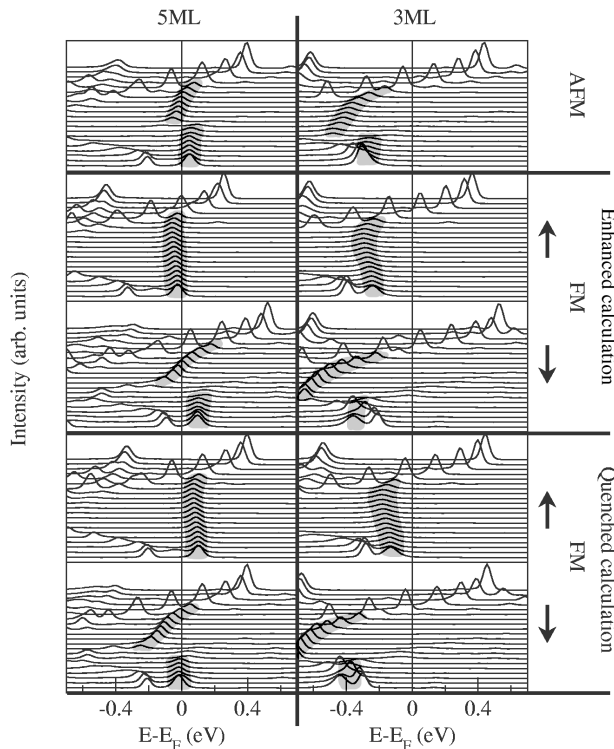 5ML 3ML
AFM
Enhanced calculation
FM
Intensity (arb. units)
Quenched calculation
FM
-0.4 0 0.4 -0.4 0 0.4
E-E_F (eV) E-E_F (eV)